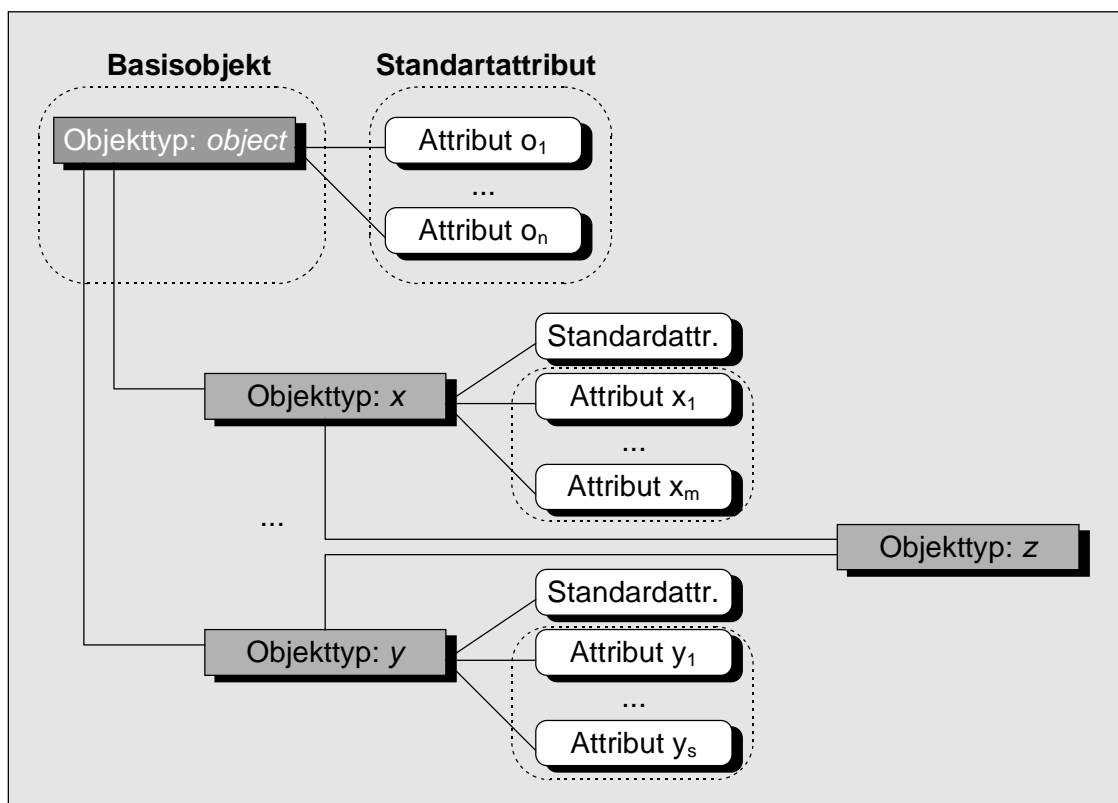 Basisobjekt
Standartattribut
Objekttyp: object
Attribut o1
...
Attribut on
Standardattr.
Objekttyp: x
Attribut x1
...
Attribut xm
...
Objekttyp: z
Standardattr.
Objekttyp: y
Attribut y1
...
Attribut ys